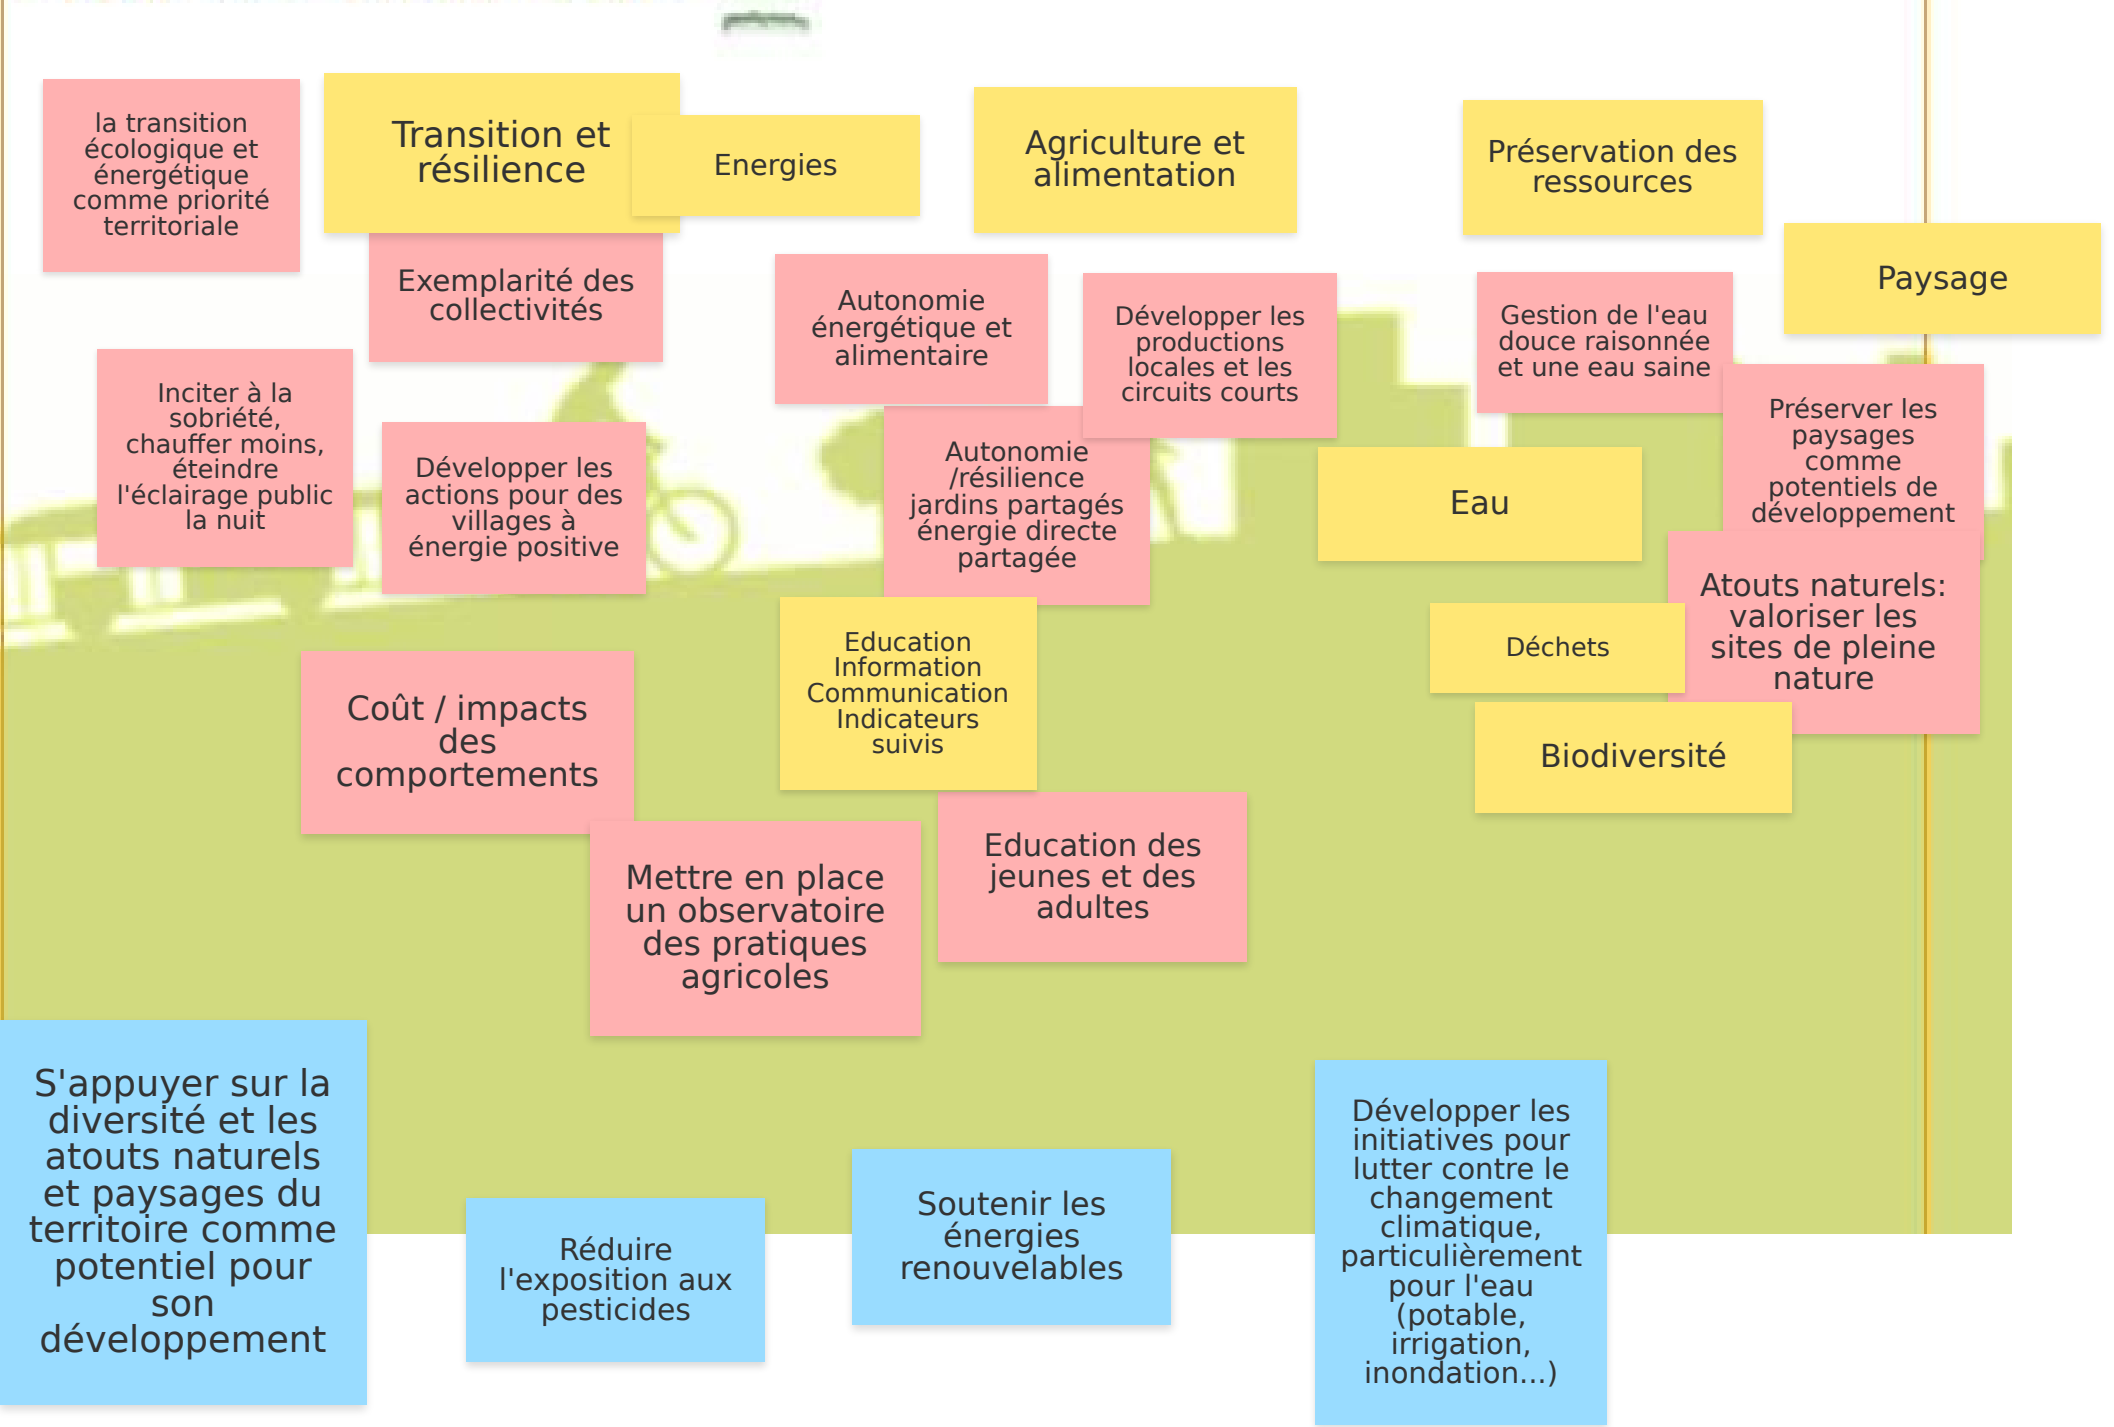 la transition
écologique et
énergétique
comme priorité
territoriale
Transition et
résilience
Energies
Agriculture et
alimentation
Préservation des
ressources
Paysage
Exemplarité des
collectivités
Autonomie
énergétique et
alimentaire
Développer les
productions
locales et les
circuits courts
Gestion de l'eau
douce raisonnée
et une eau saine
Inciter à la
sobriété,
chauffer moins,
éteindre
l'éclairage public
la nuit
Développer les
actions pour des
villages à
énergie positive
Autonomie
/résilience
jardins partagés
énergie directe
partagée
Eau
Préserver les
paysages
comme
potentiels de
développement
Atouts naturels:
valoriser les
sites de pleine
nature
Déchets
Biodiversité
Education
Information
Communication
Indicateurs
suivis
Coût / impacts
des
comportements
Mettre en place
un observatoire
des pratiques
agricoles
Education des
jeunes et des
adultes
S'appuyer sur la
diversité et les
atouts naturels
et paysages du
territoire comme
potentiel pour
son
développement
Réduire
l'exposition aux
pesticides
Soutenir les
énergies
renouvelables
Développer les
initiatives pour
lutter contre le
changement
climatique,
particulièrement
pour l'eau
(potable,
irrigation,
inondation...)